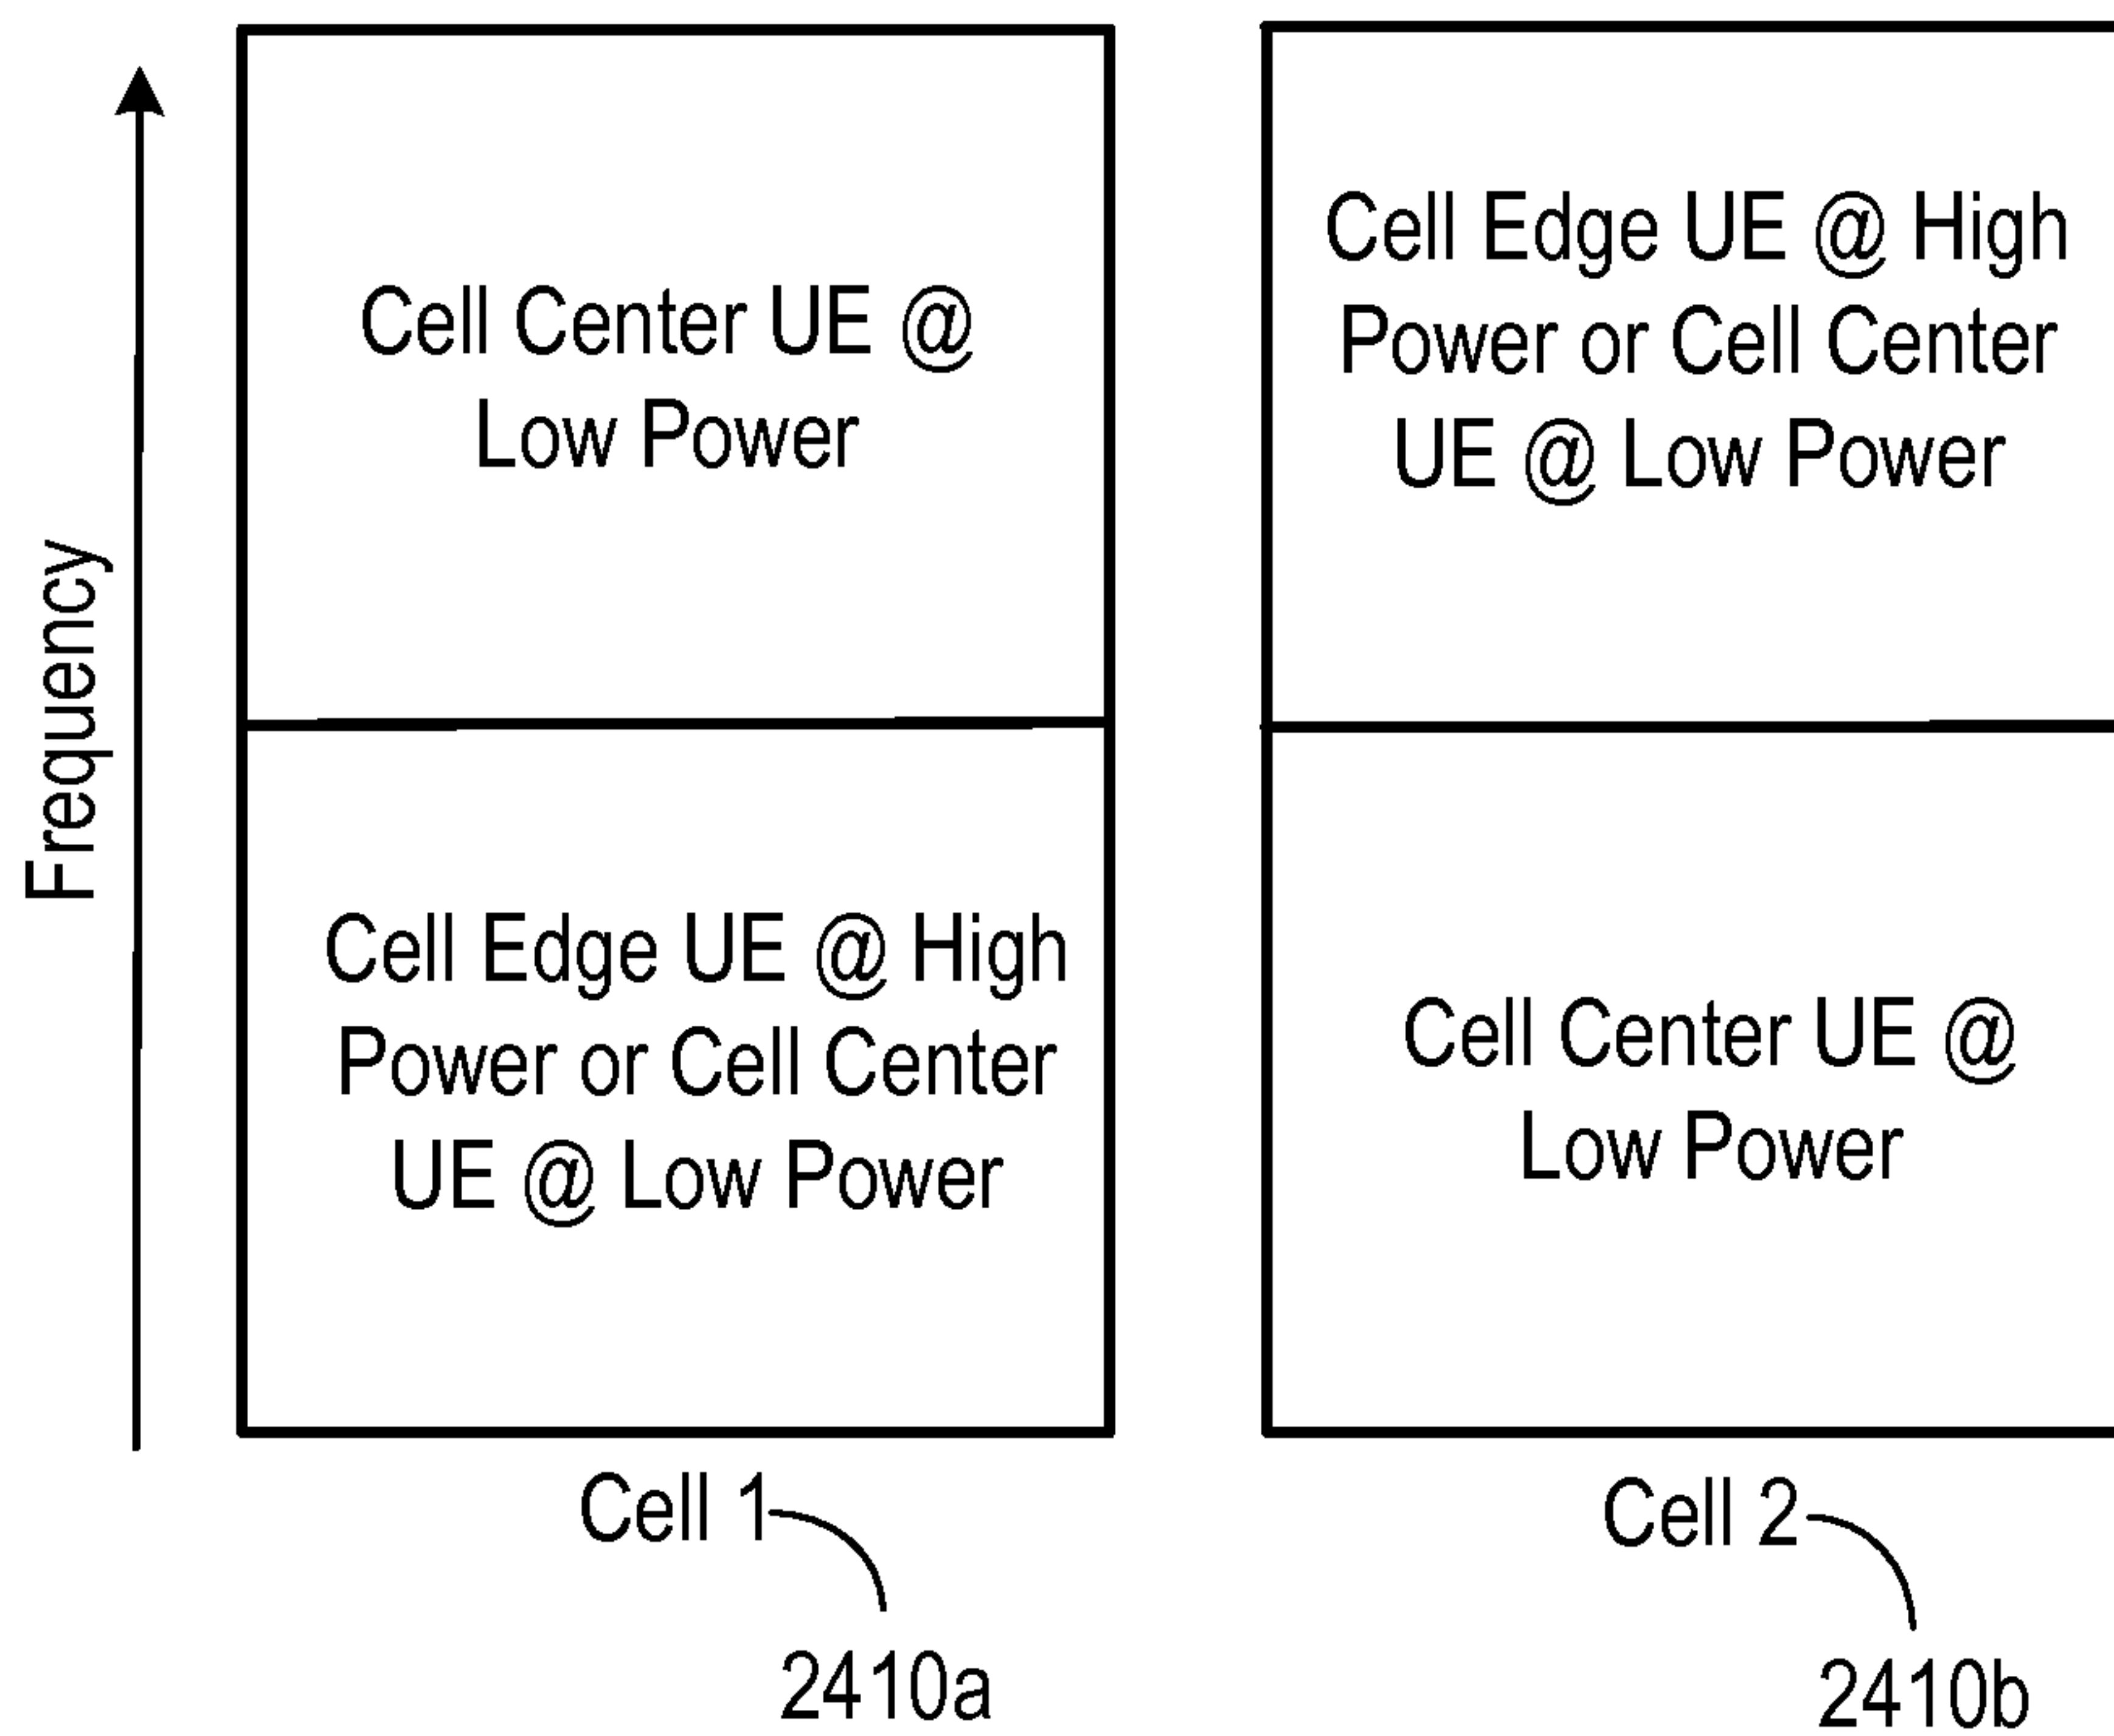 Frequency
Cell Center UE @
Low Power
Cell Edge UE @ High
Power or Cell Center
UE @ Low Power
Cell 1
2410a
Cell Edge UE @ High
Power or Cell Center
UE @ Low Power
Cell Center UE @
Low Power
Cell 2
2410b